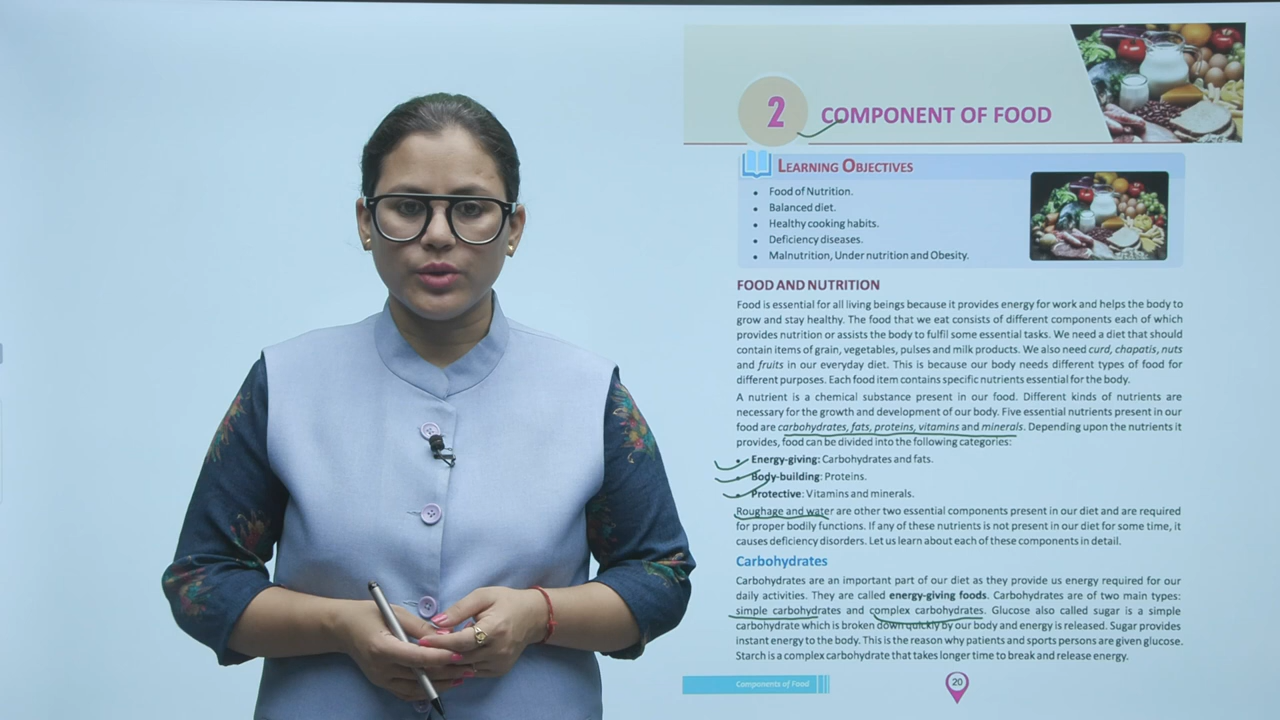 2 COMPONENT OF FOOD
LEARNING OBJECTIVES
• Food of Nutrition.
• Balanced diet.
• Healthy cooking habits.
• Deficiency diseases.
• Malnutrition, Under nutrition and Obesity.
FOOD AND NUTRITION
Food is essential for all living beings because it provides energy for work and helps the body to
grow and stay healthy. The food that we eat consists of different components each of which
provides nutrition or assists the body to fulfil some essential tasks. We need a diet that should
contain items of grain, vegetables, pulses and milk products. We also need curd, chapatis, nuts
and fruits in our everyday diet. This is because our body needs different types of food for
different purposes. Each food item contains specific nutrients essential for the body.
A nutrient is a chemical substance present in our food. Different kinds of nutrients are
necessary for the growth and development of our body. Five essential nutrients present in our
food are carbohydrates, fats, proteins, vitamins and minerals. Depending upon the nutrients it
provides, food can be divided into the following categories:
• Energy-giving: Carbohydrates and fats.
• Body-building: Proteins.
• Protective: Vitamins and minerals.
Roughage and water are other two essential components present in our diet and are required
for proper bodily functions. If any of these nutrients is not present in our diet for some time, it
causes deficiency disorders. Let us learn about each of these components in detail.
Carbohydrates
Carbohydrates are an important part of our diet as they provide us energy required for our
daily activities. They are called energy-giving foods. Carbohydrates are of two main types:
simple carbohydrates and complex carbohydrates. Glucose also called sugar is a simple
carbohydrate which is broken down quickly by our body and energy is released. Sugar provides
instant energy to the body. This is the reason why patients and sports persons are given glucose.
Starch is a complex carbohydrate that takes longer time to break and release energy.
Components of Food
20